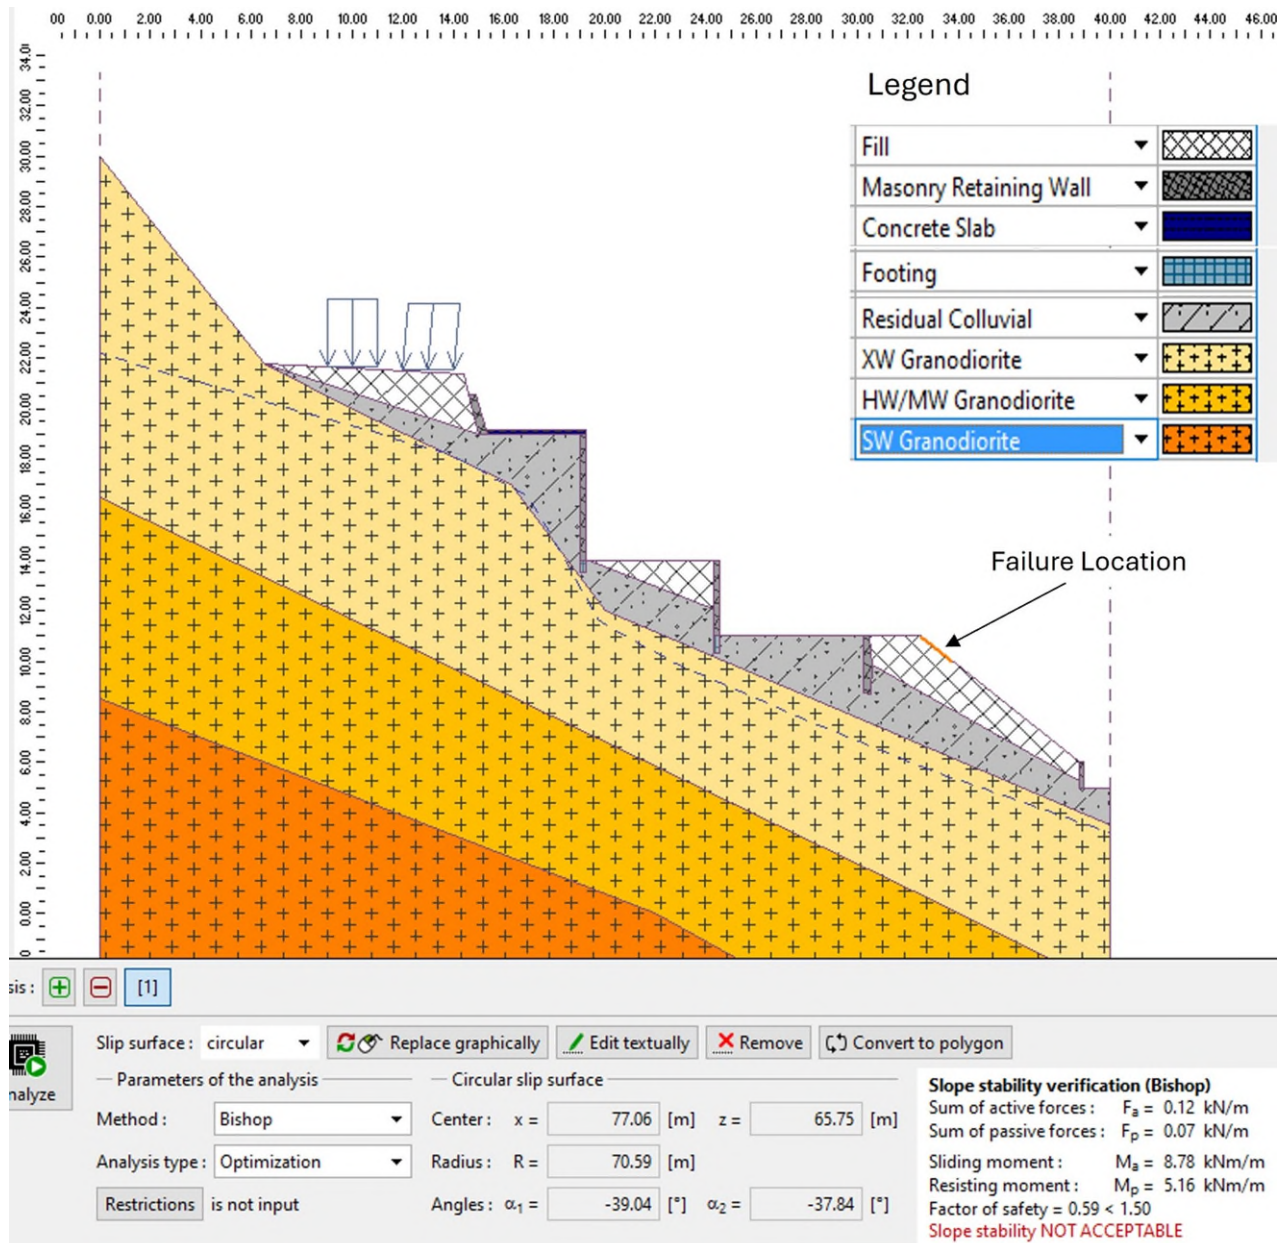 00 0.00 2.00 4.00 6.00 8.00 10.00 12.00 14.00 16.00 18.00 20.00 22.00 24.00 26.00 28.00 30.00 32.00 34.00 36.00 38.00 40.00 42.00 44.00 46.00
34.0
32.00
30.00
28.00
26.00
24.00
22.00
20.00
18.00
16.00
14.00
12.00
10.00
8.00
6.00
4.00
2.00
0.00
0
Legend
Fill
Masonry Retaining Wall
Concrete Slab
Footing
Residual Colluvial
XW Granodiorite
HW/MW Granodiorite
SW Granodiorite
Failure Location
sis : [1]
nalyze
Slip surface : circular Replace graphically Edit textually Remove Convert to polygon
Parameters of the analysis
Method : Bishop
Analysis type : Optimization
Restrictions is not input
Circular slip surface
Center : x = 77.06 [m] z = 65.75 [m]
Radius : R = 70.59 [m]
Angles : α1 = -39.04 [°] α2 = -37.84 [°]
Slope stability verification (Bishop)
Sum of active forces : Fa = 0.12 kN/m
Sum of passive forces : Fp = 0.07 kN/m
Sliding moment : Ma = 8.78 kNm/m
Resisting moment : Mp = 5.16 kNm/m
Factor of safety = 0.59 < 1.50
Slope stability NOT ACCEPTABLE